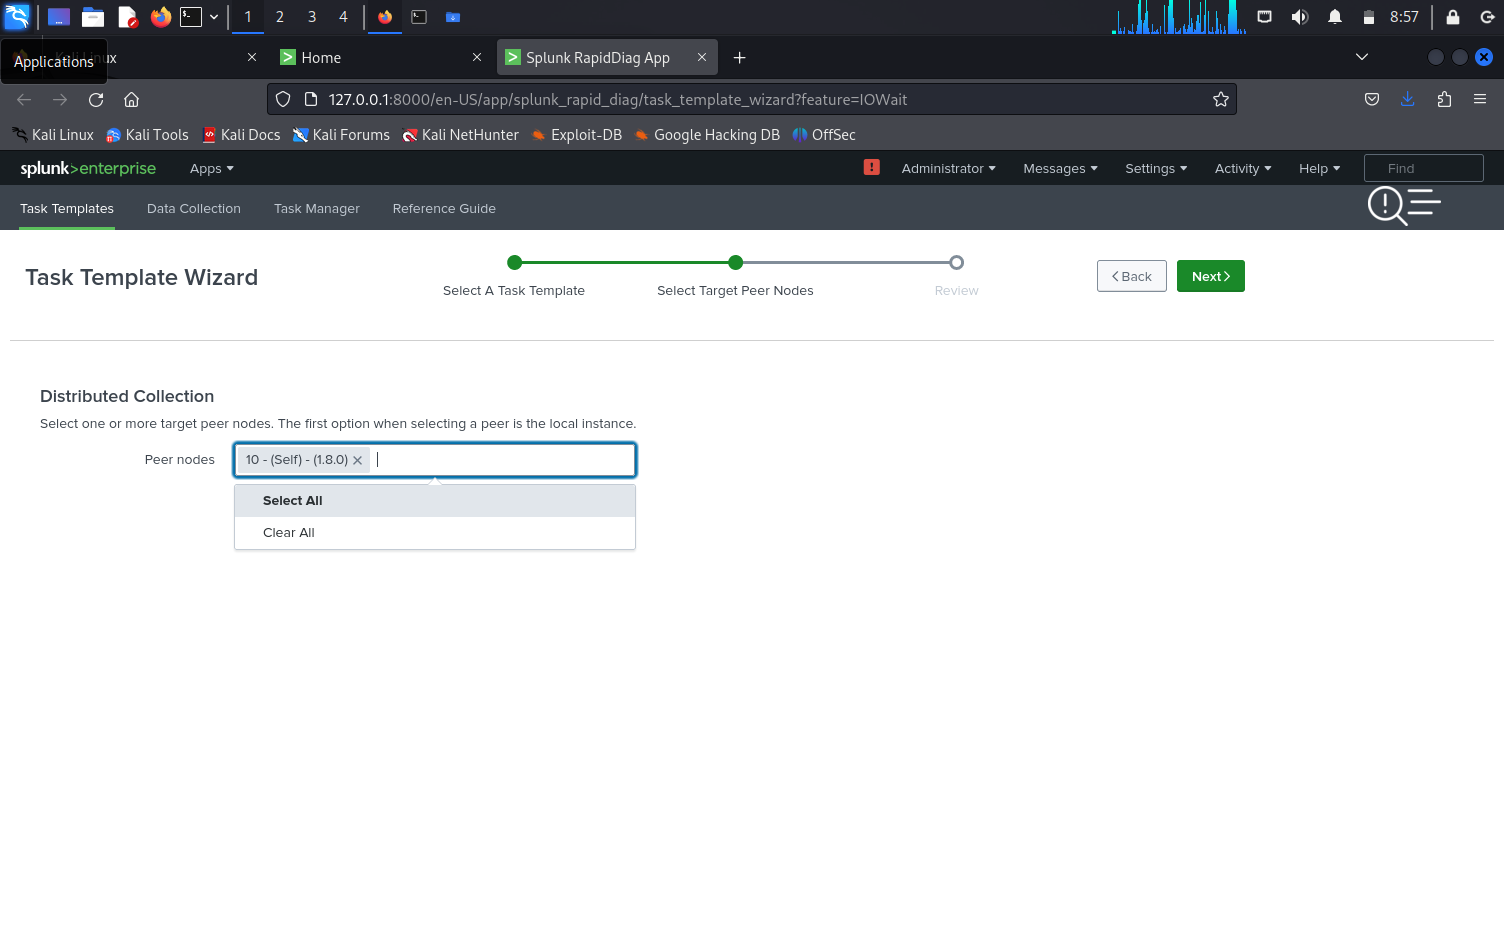 1 2 3 4 8:57
Applications
Kali Linux
Home
Splunk RapidDiag App
127.0.0.1:8000/en-US/app/splunk_rapid_diag/task_template_wizard?feature=IOWait
Kali Linux Kali Tools Kali Docs Kali Forums Kali NetHunter Exploit-DB Google Hacking DB OffSec
splunk>enterprise Apps Administrator Messages Settings Activity Help Find
Task Templates Data Collection Task Manager Reference Guide
Task Template Wizard
Select A Task Template Select Target Peer Nodes Review
Back Next
Distributed Collection
Select one or more target peer nodes. The first option when selecting a peer is the local instance.
Peer nodes 10 - (Self) - (1.8.0)
Select All
Clear All